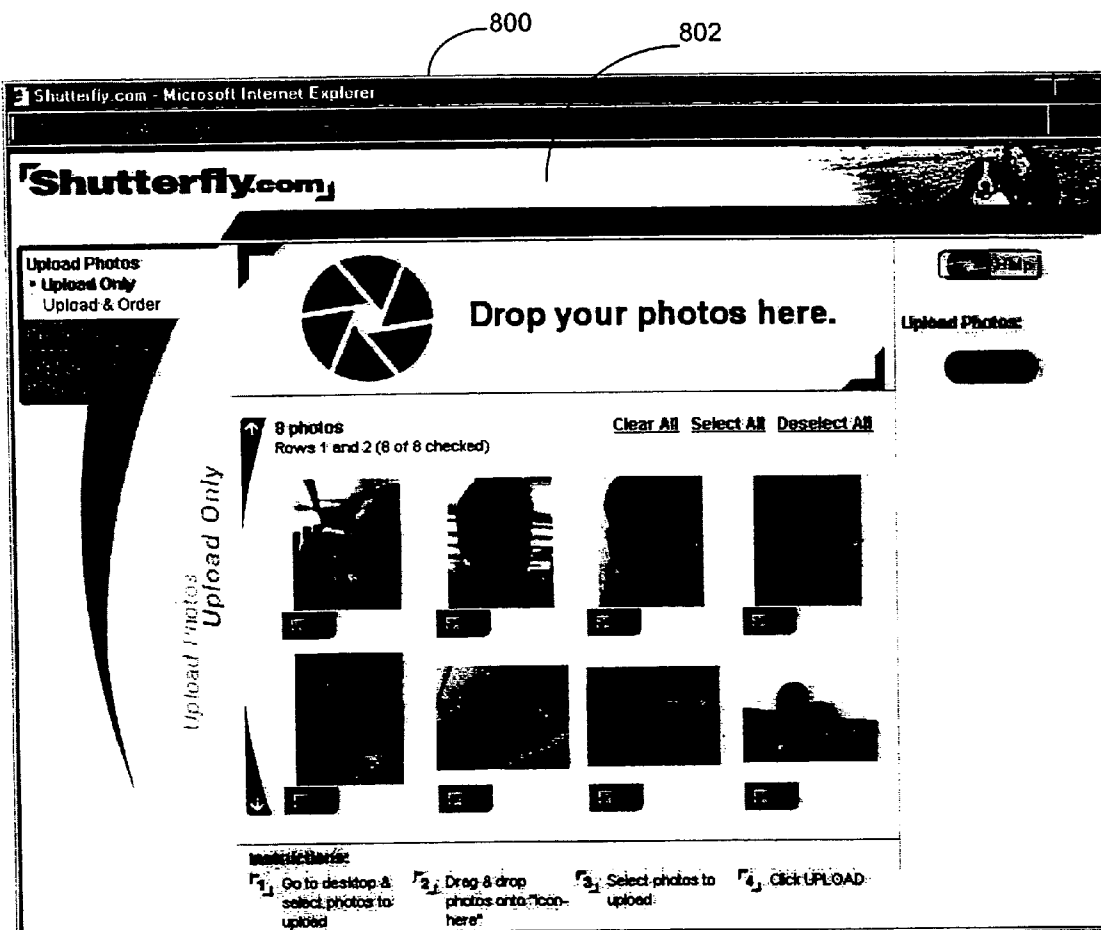 800
802
Shutterfly.com - Microsoft Internet Explorer
Shutterfly.com
Upload Photos
Upload Only
Upload & Order
Drop your photos here.
Help
Upload Photos:
8 photos
Rows 1 and 2 (8 of 8 checked)
Clear All Select All Deselect All
Upload Photos
Upload Only
Instructions:
1 Go to desktop & select photos to upload
2 Drag & drop photos onto "icon-here"
3 Select photos to upload
4 Click UPLOAD